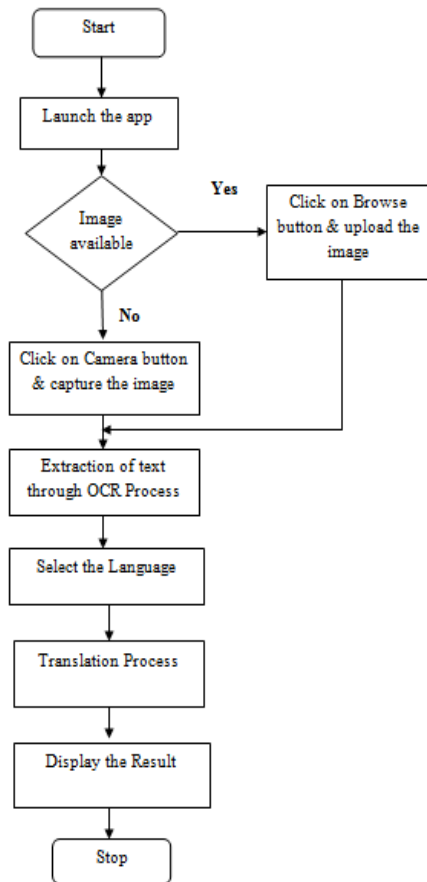 Start
Launch the app
Yes
Click on Browse
button & upload the
image
Image
available
No
Click on Camera button
& capture the image
Extraction of text
through OCR Process
Select the Language
Translation Process
Display the Result
Stop